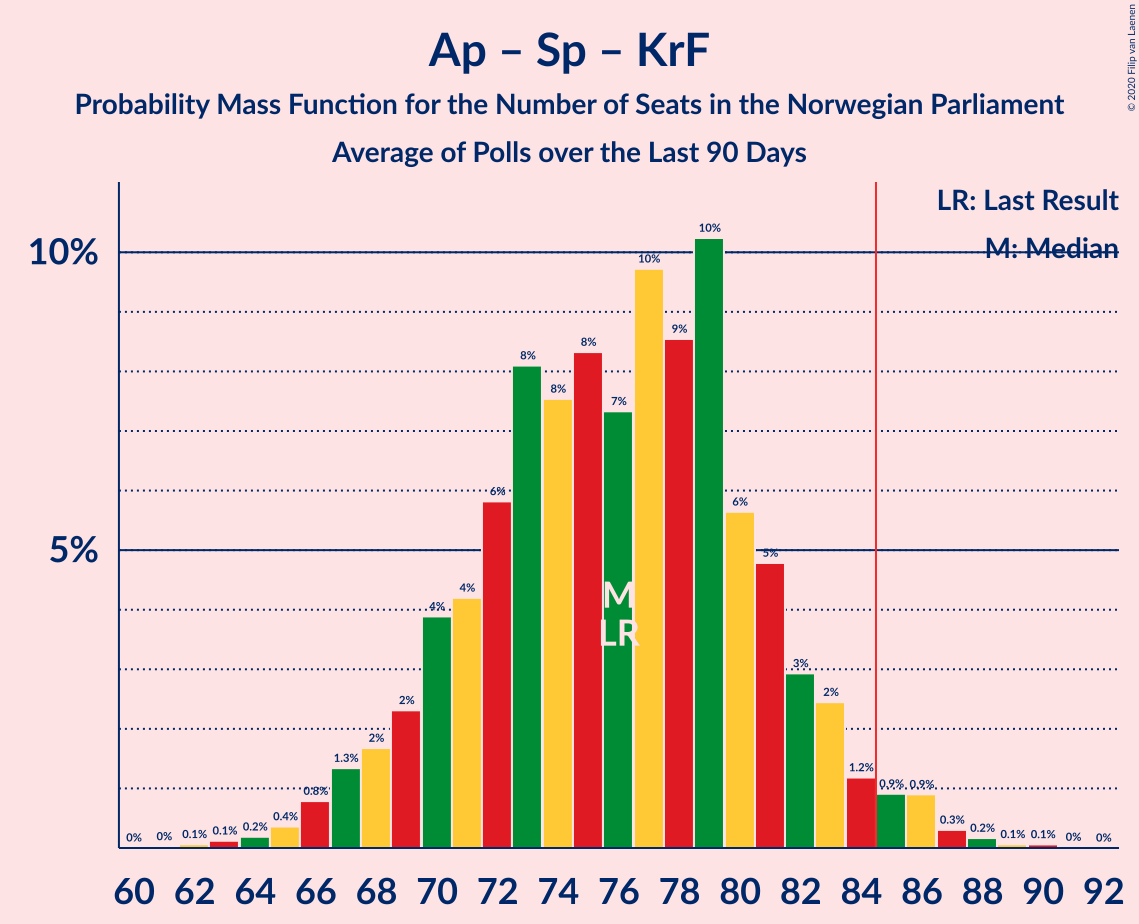 Ap – Sp – KrF
Probability Mass Function for the Number of Seats in the Norwegian Parliament
Average of Polls over the Last 90 Days
© 2020 Filip van Laenen
LR: Last Result
M: Median
10%
5%
0% 0% 0.1% 0.1% 0.2% 0.4% 0.8% 1.3% 2% 2% 4% 4% 6% 8% 8% 8% 7% 10% 9% 10% 6% 5% 3% 2% 1.2% 0.9% 0.9% 0.3% 0.2% 0.1% 0.1% 0% 0%
M
LR
60 62 64 66 68 70 72 74 76 78 80 82 84 86 88 90 92